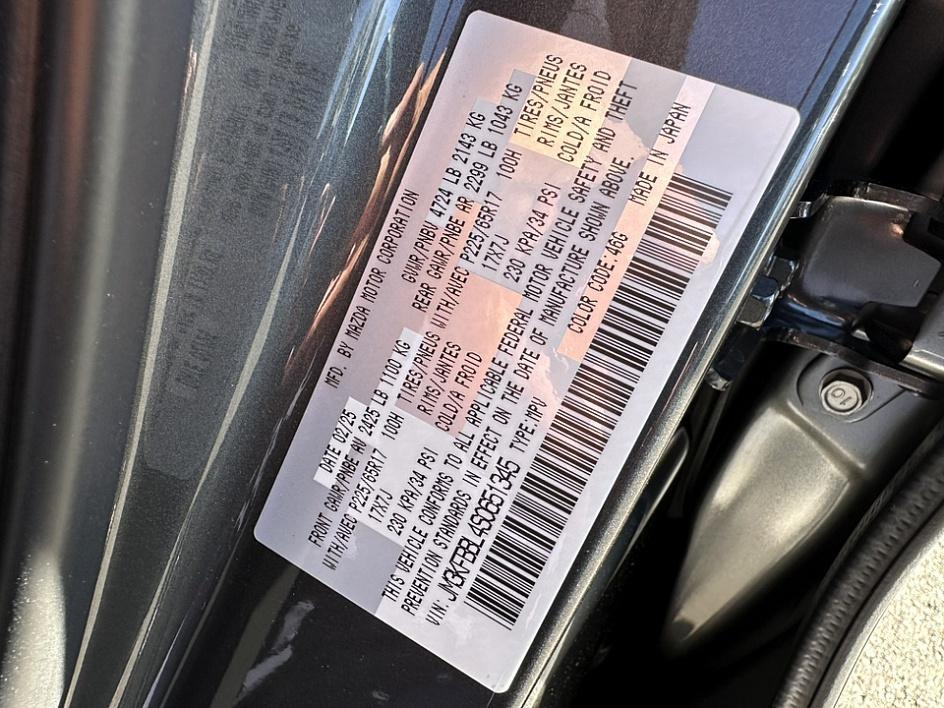 MFD. BY MAZDA MOTOR CORPORATION
DATE 02/25 GVWR/PNBV 4724 LB 2143 KG
FRONT GAWR/PNBE AV 2425 LB 1100 KG REAR GAWR/PNBE AR 2299 LB 1043 KG
WITH/AVEC P225/65R17 100H TIRES/PNEUS WITH/AVEC P225/65R17 100H TIRES/PNEUS
17X7J RIMS/JANTES 17X7J RIMS/JANTES
230 KPA/34 PSI COLD/A FROID 230 KPA/34 PSI COLD/A FROID
THIS VEHICLE CONFORMS TO ALL APPLICABLE FEDERAL MOTOR VEHICLE SAFETY AND THEFT
PREVENTION STANDARDS IN EFFECT ON THE DATE OF MANUFACTURE SHOWN ABOVE.
VIN: JM3KFBBL4S0651345 TYPE:MPV COLOR CODE:46G MADE IN JAPAN
10